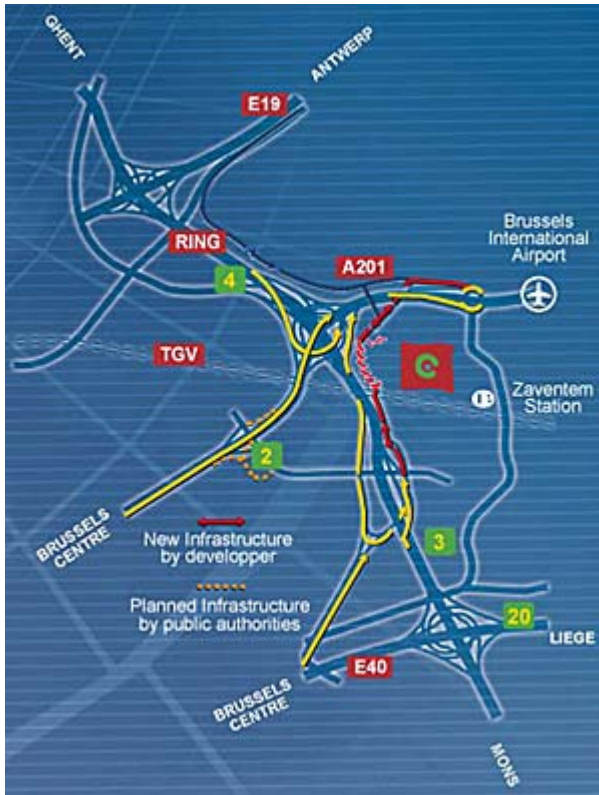 GHENT
ANTWERP
E19
Brussels
International
Airport
RING
A201
4
TGV
Zaventem
Station
2
BRUSSELS
CENTRE
New Infrastructure
by developper
3
Planned Infrastructure
by public authorities
20
LIEGE
E40
BRUSSELS
CENTRE
MONS